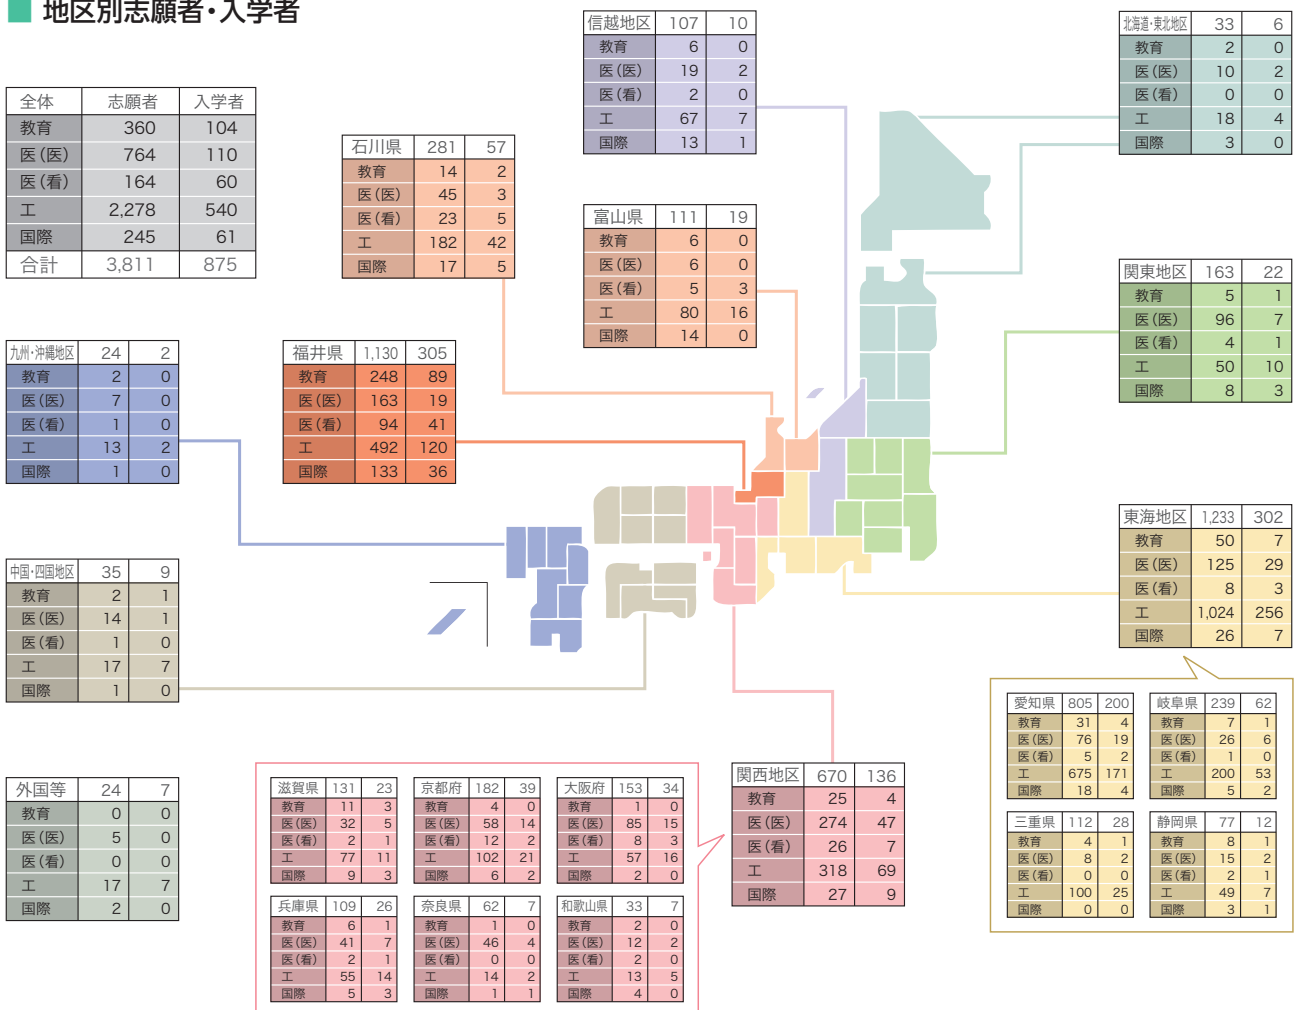 地区別志願者・入学者
全体 志願者 入学者
教育 360 104
医(医) 764 110
医(看) 164 60
工 2,278 540
国際 245 61
合計 3,811 875
石川県 281 57
教育 14 2
医(医) 45 3
医(看) 23 5
工 182 42
国際 17 5
信越地区 107 10
教育 6 0
医(医) 19 2
医(看) 2 0
工 67 7
国際 13 1
富山県 111 19
教育 6 0
医(医) 6 0
医(看) 5 3
工 80 16
国際 14 0
北海道・東北地区 33 6
教育 2 0
医(医) 10 2
医(看) 0 0
工 18 4
国際 3 0
関東地区 163 22
教育 5 1
医(医) 96 7
医(看) 4 1
工 50 10
国際 8 3
九州・沖縄地区 24 2
教育 2 0
医(医) 7 0
医(看) 1 0
工 13 2
国際 1 0
福井県 1,130 305
教育 248 89
医(医) 163 19
医(看) 94 41
工 492 120
国際 133 36
東海地区 1,233 302
教育 50 7
医(医) 125 29
医(看) 8 3
工 1,024 256
国際 26 7
中国・四国地区 35 9
教育 2 1
医(医) 14 1
医(看) 1 0
工 17 7
国際 1 0
愛知県 805 200
教育 31 4
医(医) 76 19
医(看) 5 2
工 675 171
国際 18 4
岐阜県 239 62
教育 7 1
医(医) 26 6
医(看) 1 0
工 200 53
国際 5 2
三重県 112 28
教育 4 1
医(医) 8 2
医(看) 0 0
工 100 25
国際 0 0
静岡県 77 12
教育 8 1
医(医) 15 2
医(看) 2 1
工 49 7
国際 3 1
外国等 24 7
教育 0 0
医(医) 5 0
医(看) 0 0
工 17 7
国際 2 0
滋賀県 131 23
教育 11 3
医(医) 32 5
医(看) 2 1
工 77 11
国際 9 3
京都府 182 39
教育 4 0
医(医) 58 14
医(看) 12 2
工 102 21
国際 6 2
大阪府 153 34
教育 1 0
医(医) 85 15
医(看) 8 3
工 57 16
国際 2 0
兵庫県 109 26
教育 6 1
医(医) 41 7
医(看) 2 1
工 55 14
国際 5 3
奈良県 62 7
教育 1 0
医(医) 46 4
医(看) 0 0
工 14 2
国際 1 1
和歌山県 33 7
教育 2 0
医(医) 12 2
医(看) 2 0
工 13 5
国際 4 0
関西地区 670 136
教育 25 4
医(医) 274 47
医(看) 26 7
工 318 69
国際 27 9